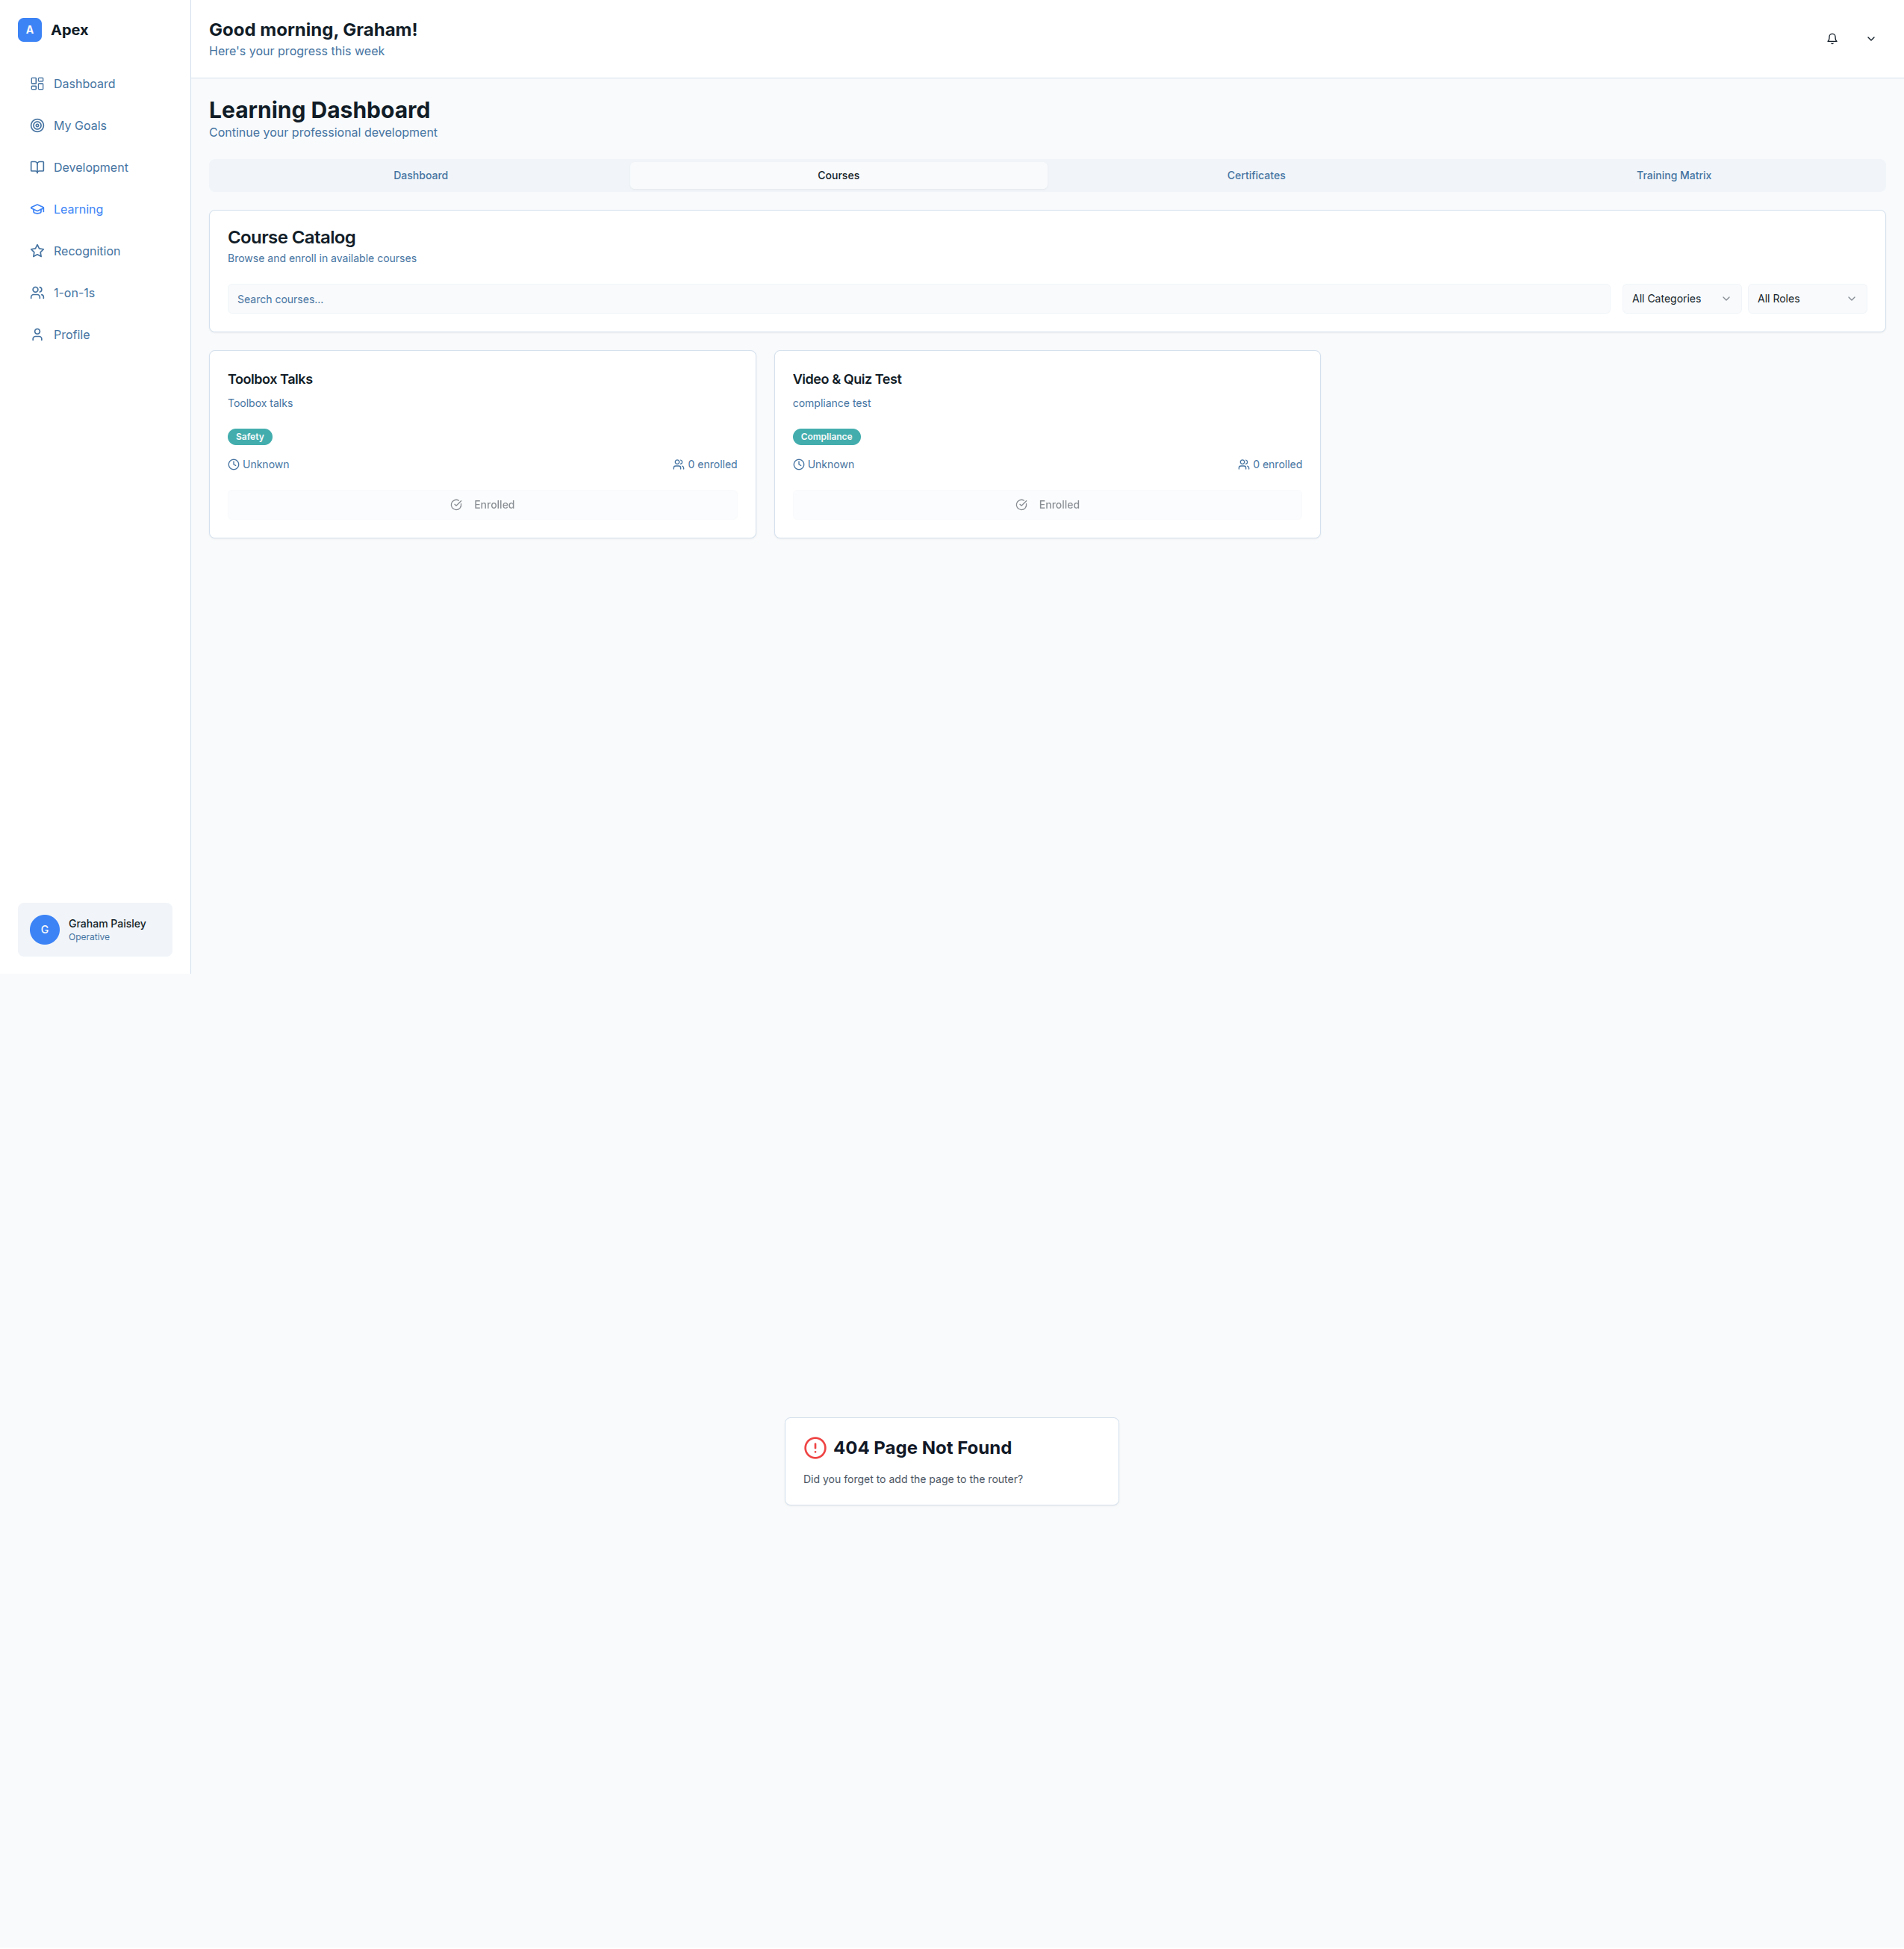 A Apex
Dashboard
My Goals
Development
Learning
Recognition
1-on-1s
Profile
G
Graham Paisley
Operative
Good morning, Graham!
Here's your progress this week
Learning Dashboard
Continue your professional development
Dashboard Courses Certificates Training Matrix
Course Catalog
Browse and enroll in available courses
Search courses... All Categories All Roles
Toolbox Talks
Toolbox talks
Safety
Unknown 0 enrolled
Enrolled
Video & Quiz Test
compliance test
Compliance
Unknown 0 enrolled
Enrolled
404 Page Not Found
Did you forget to add the page to the router?